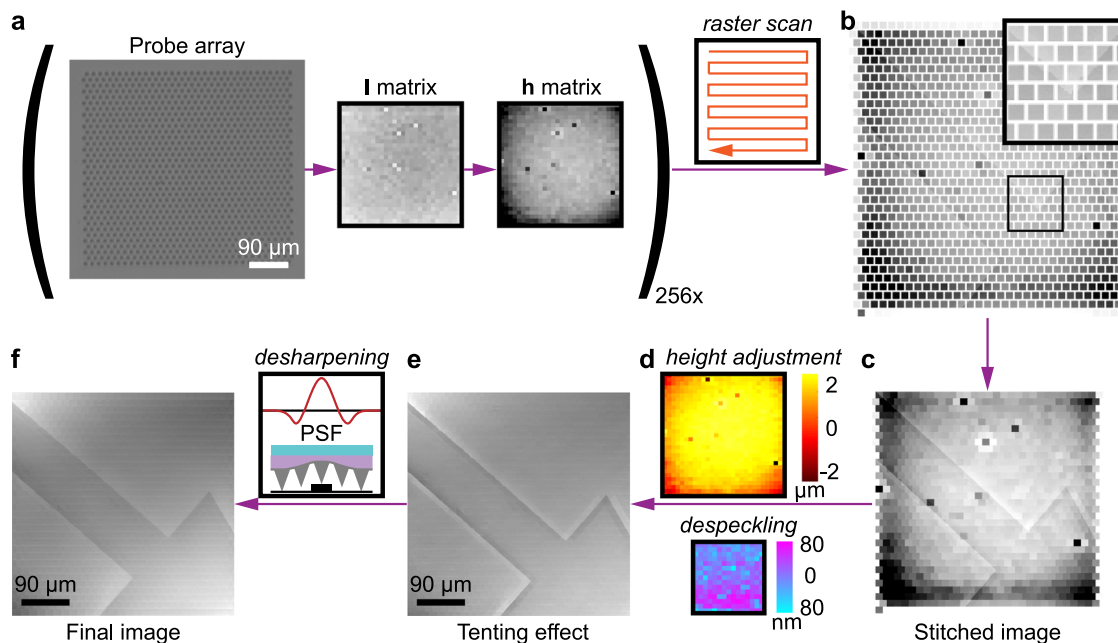 a
Probe array
90 µm
I matrix
h matrix
256x
raster scan
b
f
90 µm
Final image
desharpening
PSF
e
90 µm
Tenting effect
d height adjustment
2
0
-2
µm
despeckling
80
0
80
nm
c
Stitched image